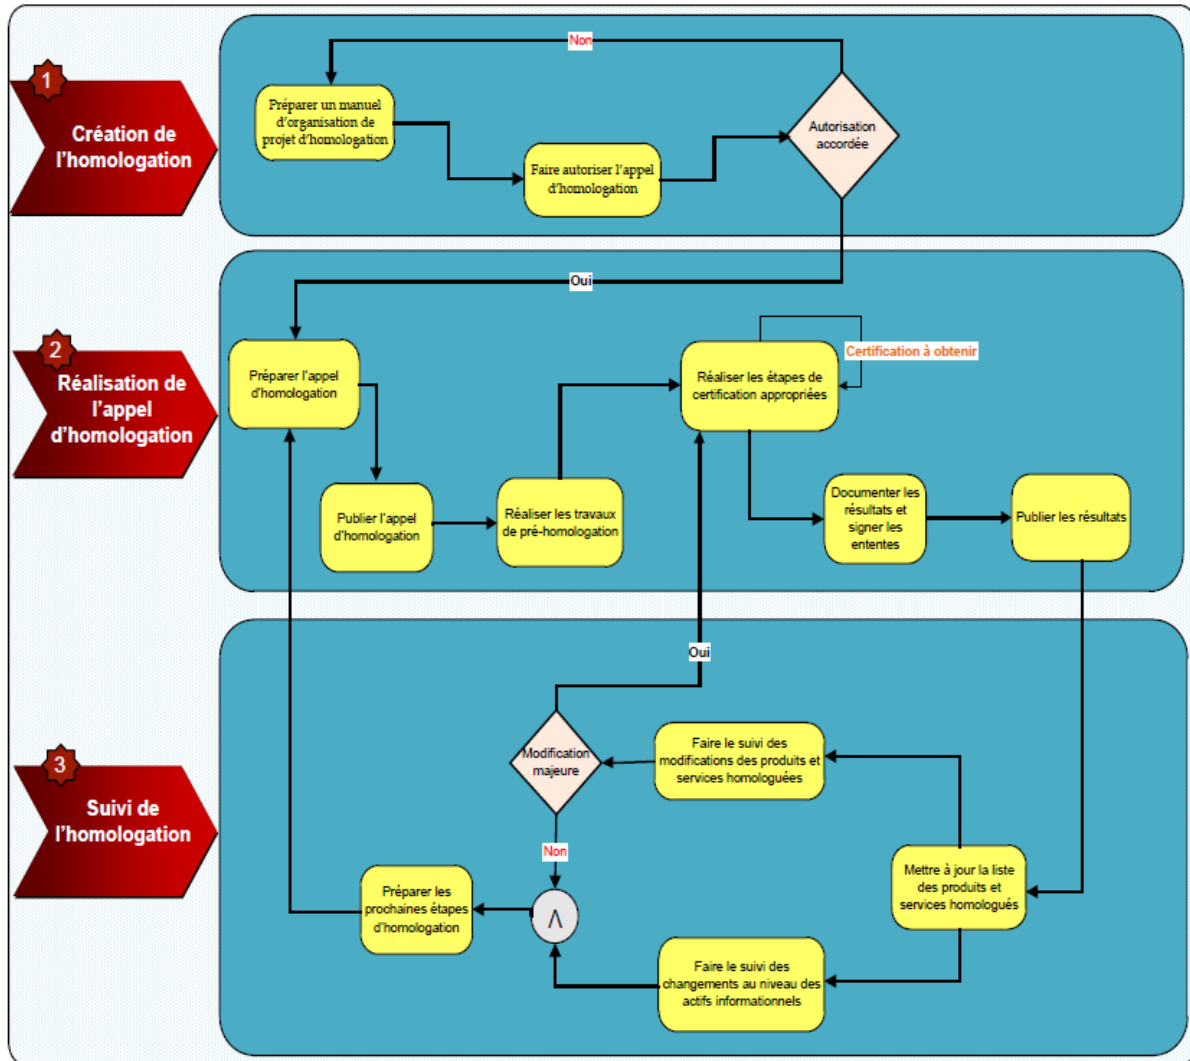 1
Création de
l'homologation
Non
Préparer un manuel
d'organisation de
projet d'homologation
Faire autoriser l'appel
d'homologation
Autorisation
accordée
Oui
2
Réalisation de
l'appel
d'homologation
Préparer l'appel
d'homologation
Publier l'appel
d'homologation
Réaliser les travaux
de pré-homologation
Réaliser les étapes de
certification appropriées
Certification à obtenir
Documenter les
résultats et
signer les
ententes
Publier les résultats
3
Suivi de
l'homologation
Oui
Modification
majeure
Non
Faire le suivi des
modifications des produits et
services homologuées
Mettre à jour la liste
des produits et
services homologués
Préparer les
prochaines étapes
d'homologation
Λ
Faire le suivi des
changements au niveau des
actifs informationnels